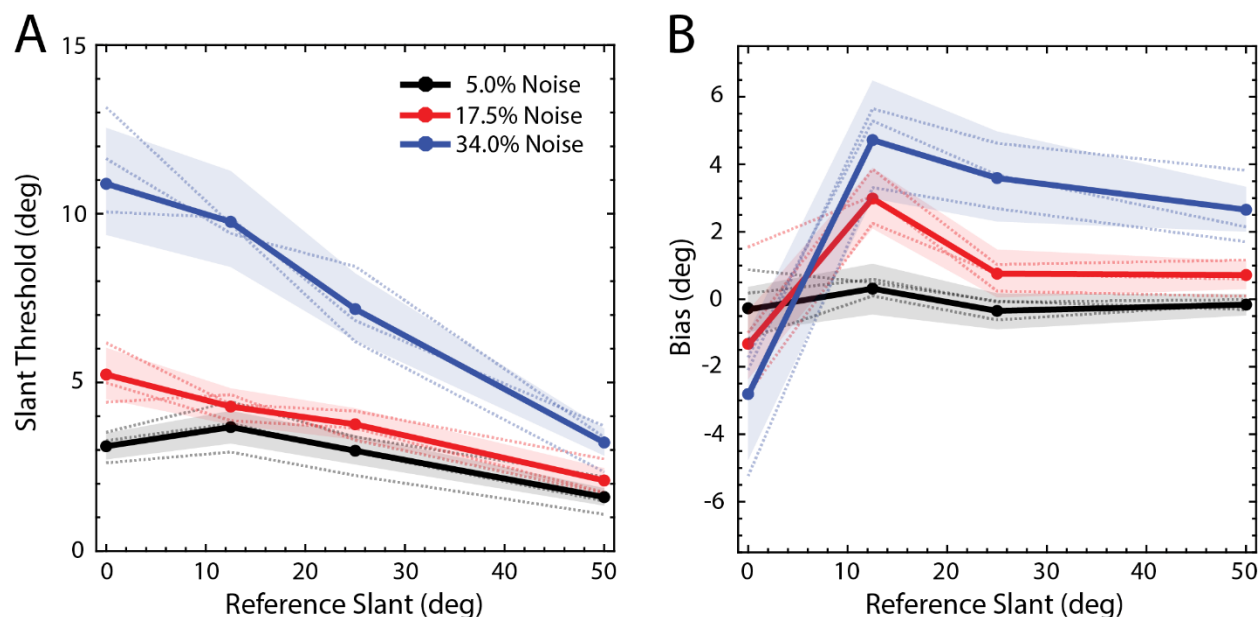 A
Slant Threshold (deg)
15
10
5
0
5.0% Noise
17.5% Noise
34.0% Noise
0 10 20 30 40 50
Reference Slant (deg)
B
Bias (deg)
6
4
2
0
-2
-4
-6
0 10 20 30 40 50
Reference Slant (deg)